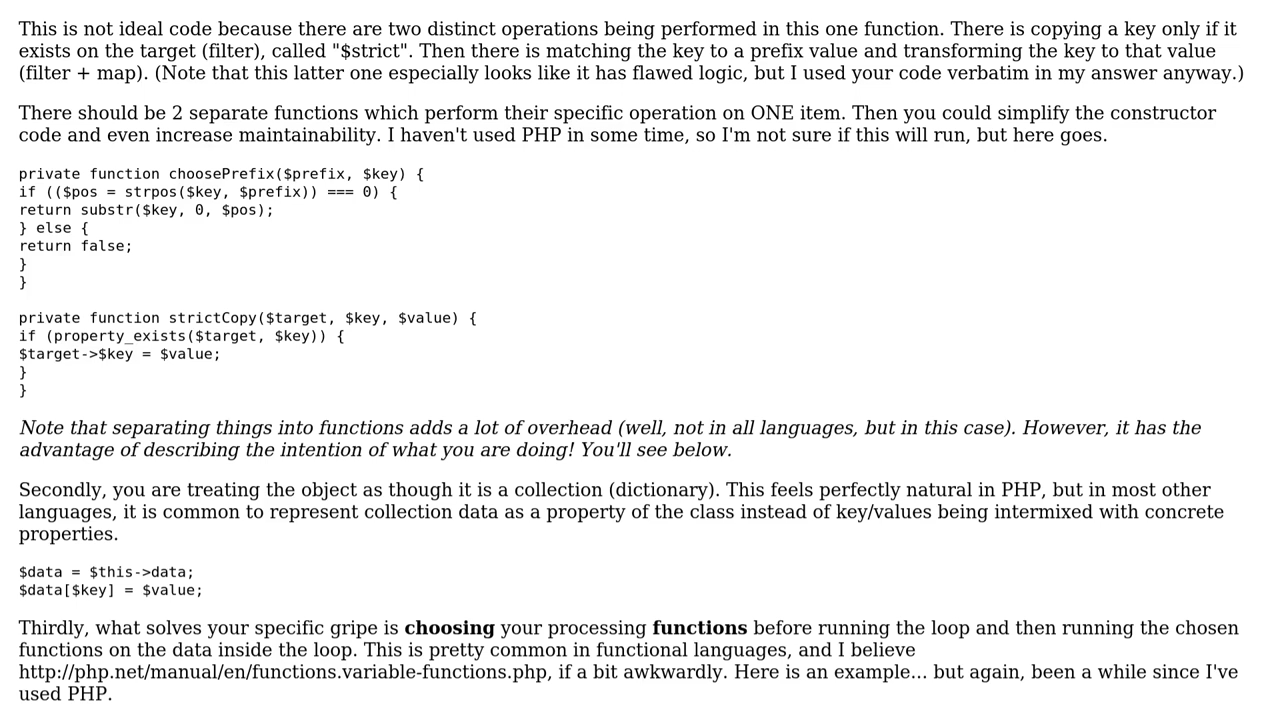 This is not ideal code because there are two distinct operations being performed in this one function. There is copying a key only if it
exists on the target (filter), called "$strict". Then there is matching the key to a prefix value and transforming the key to that value
(filter + map). (Note that this latter one especially looks like it has flawed logic, but I used your code verbatim in my answer anyway.)
There should be 2 separate functions which perform their specific operation on ONE item. Then you could simplify the constructor
code and even increase maintainability. I haven't used PHP in some time, so I'm not sure if this will run, but here goes.
private function choosePrefix($prefix, $key) {
if (($pos = strpos($key, $prefix)) === 0) {
return substr($key, 0, $pos);
} else {
return false;
}
}
private function strictCopy($target, $key, $value) {
if (property_exists($target, $key)) {
$target->$key = $value;
}
}
Note that separating things into functions adds a lot of overhead (well, not in all languages, but in this case). However, it has the
advantage of describing the intention of what you are doing! You'll see below.
Secondly, you are treating the object as though it is a collection (dictionary). This feels perfectly natural in PHP, but in most other
languages, it is common to represent collection data as a property of the class instead of key/values being intermixed with concrete
properties.
$data = $this->data;
$data[$key] = $value;
Thirdly, what solves your specific gripe is choosing your processing functions before running the loop and then running the chosen
functions on the data inside the loop. This is pretty common in functional languages, and I believe
http://php.net/manual/en/functions.variable-functions.php, if a bit awkwardly. Here is an example... but again, been a while since I've
used PHP.